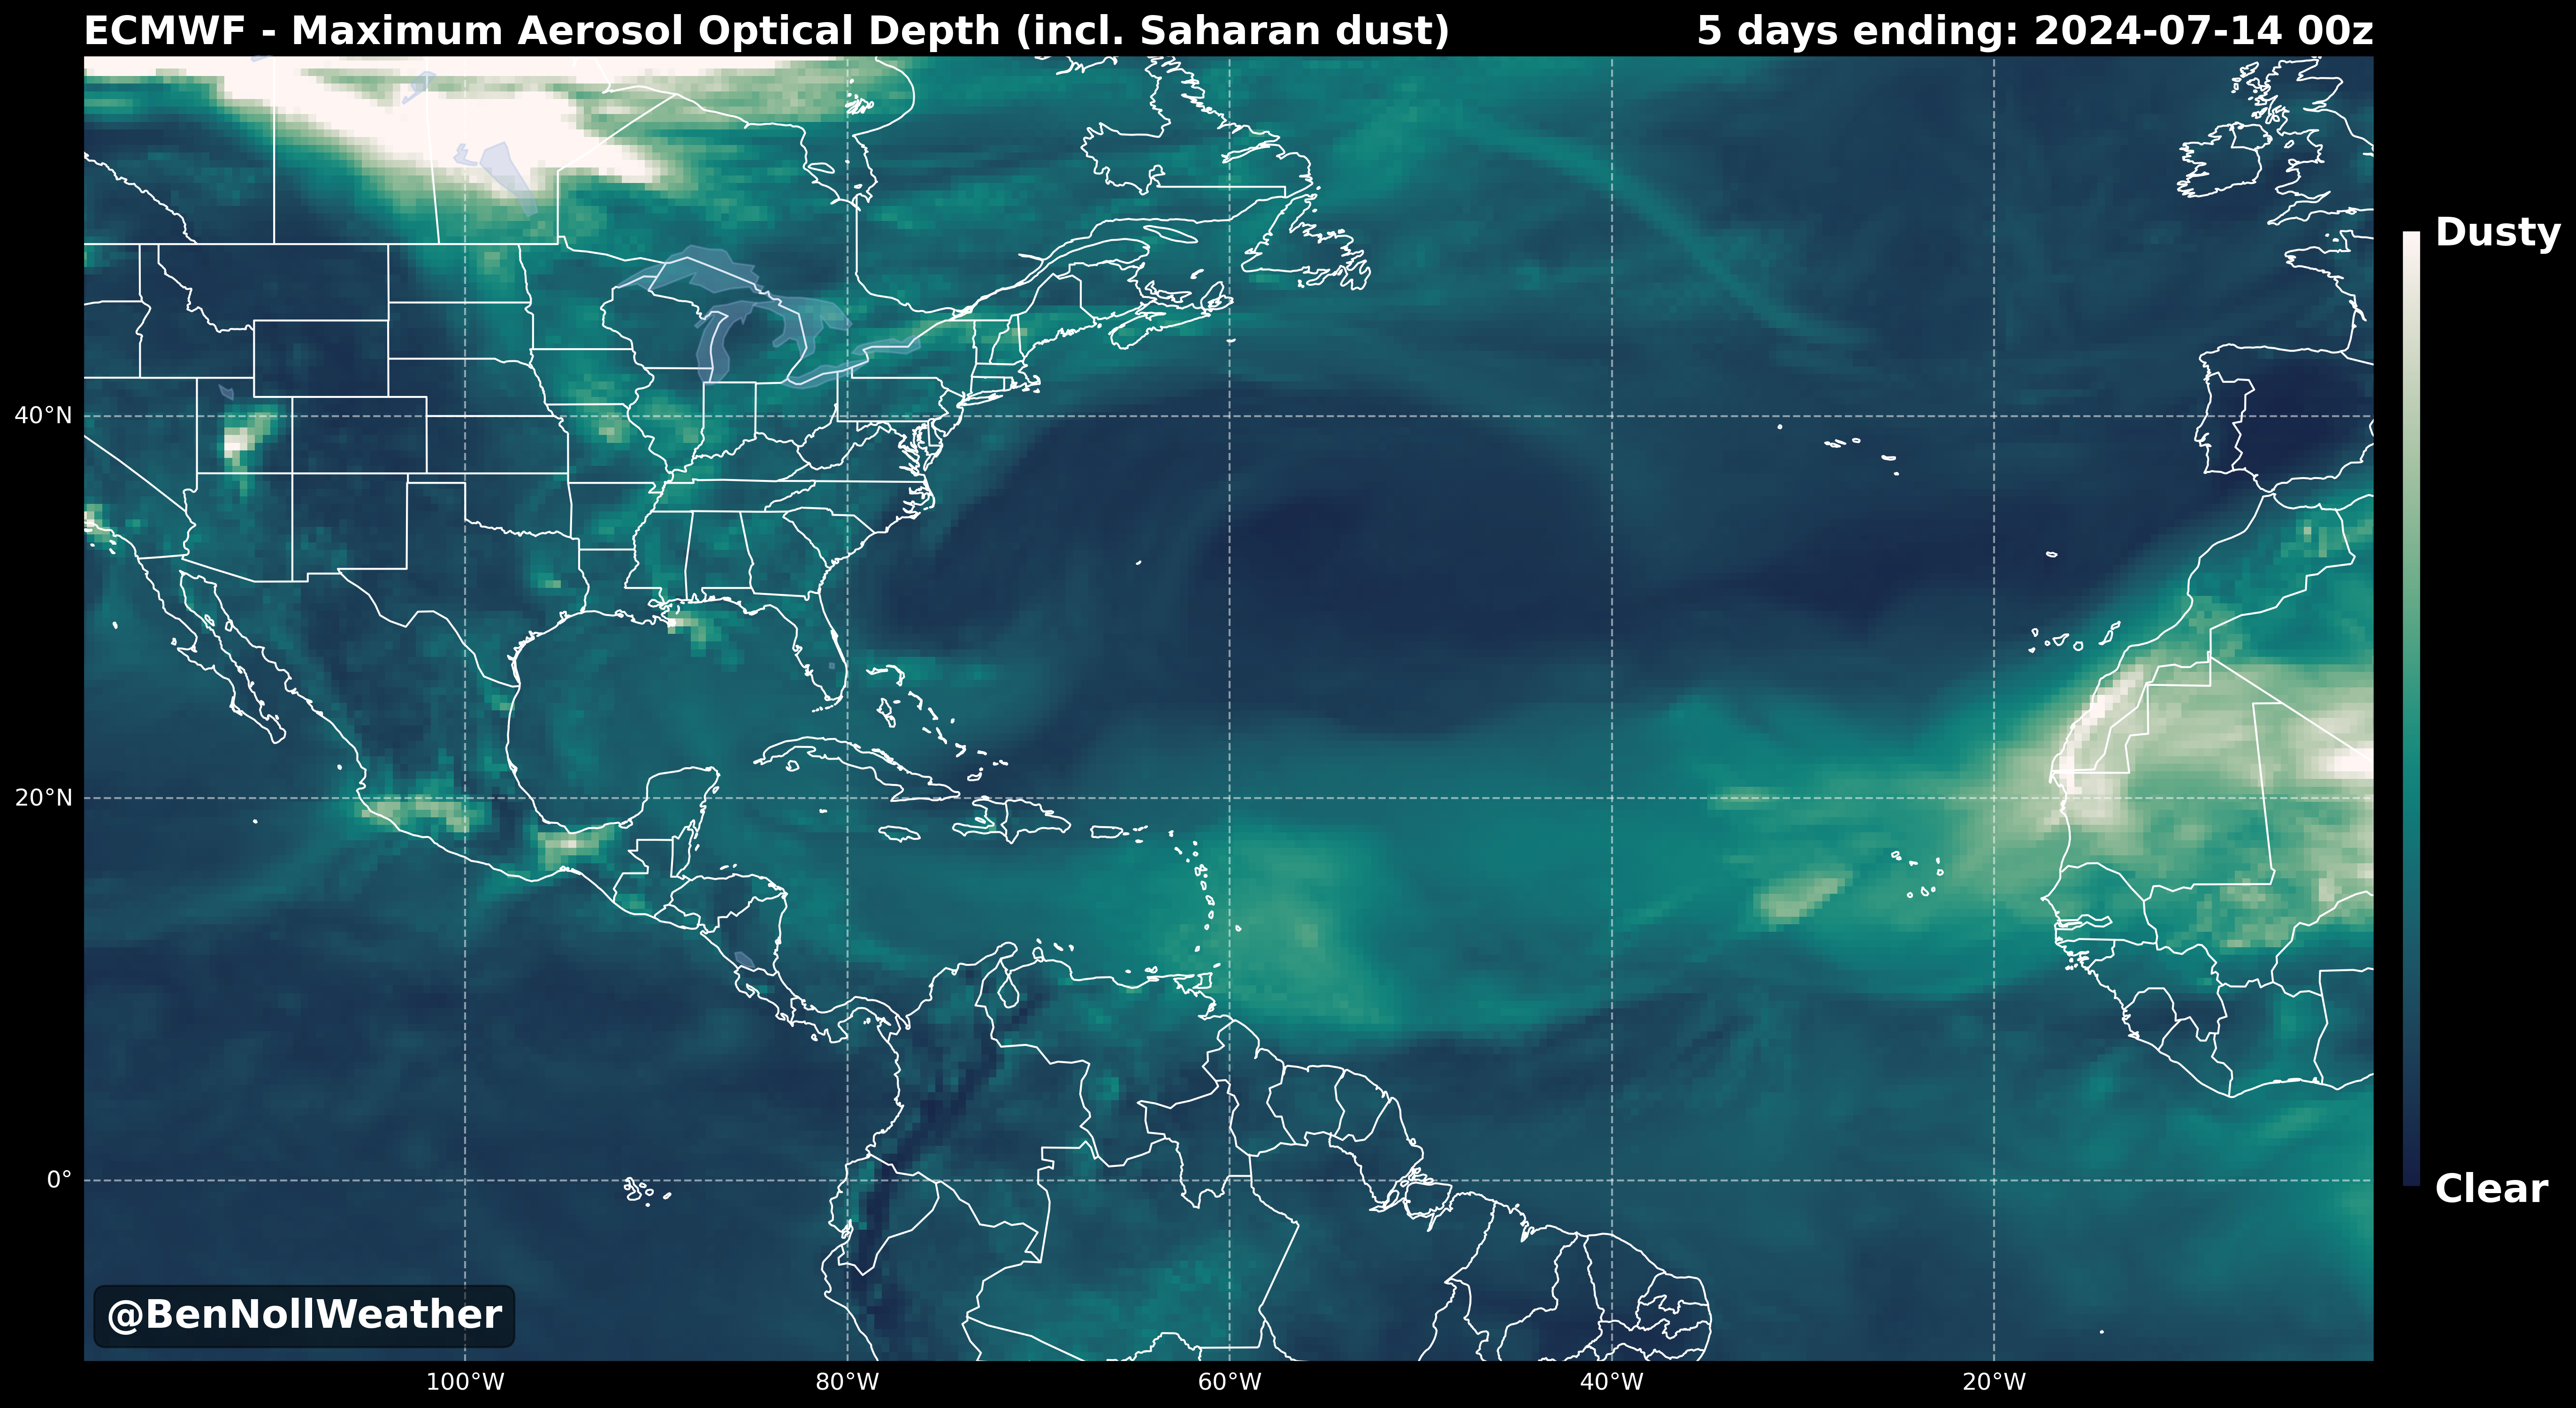 ECMWF - Maximum Aerosol Optical Depth (incl. Saharan dust) 5 days ending: 2024-07-14 00z
Dusty
40°N
20°N
0°
Clear
@BenNollWeather
100°W 80°W 60°W 40°W 20°W